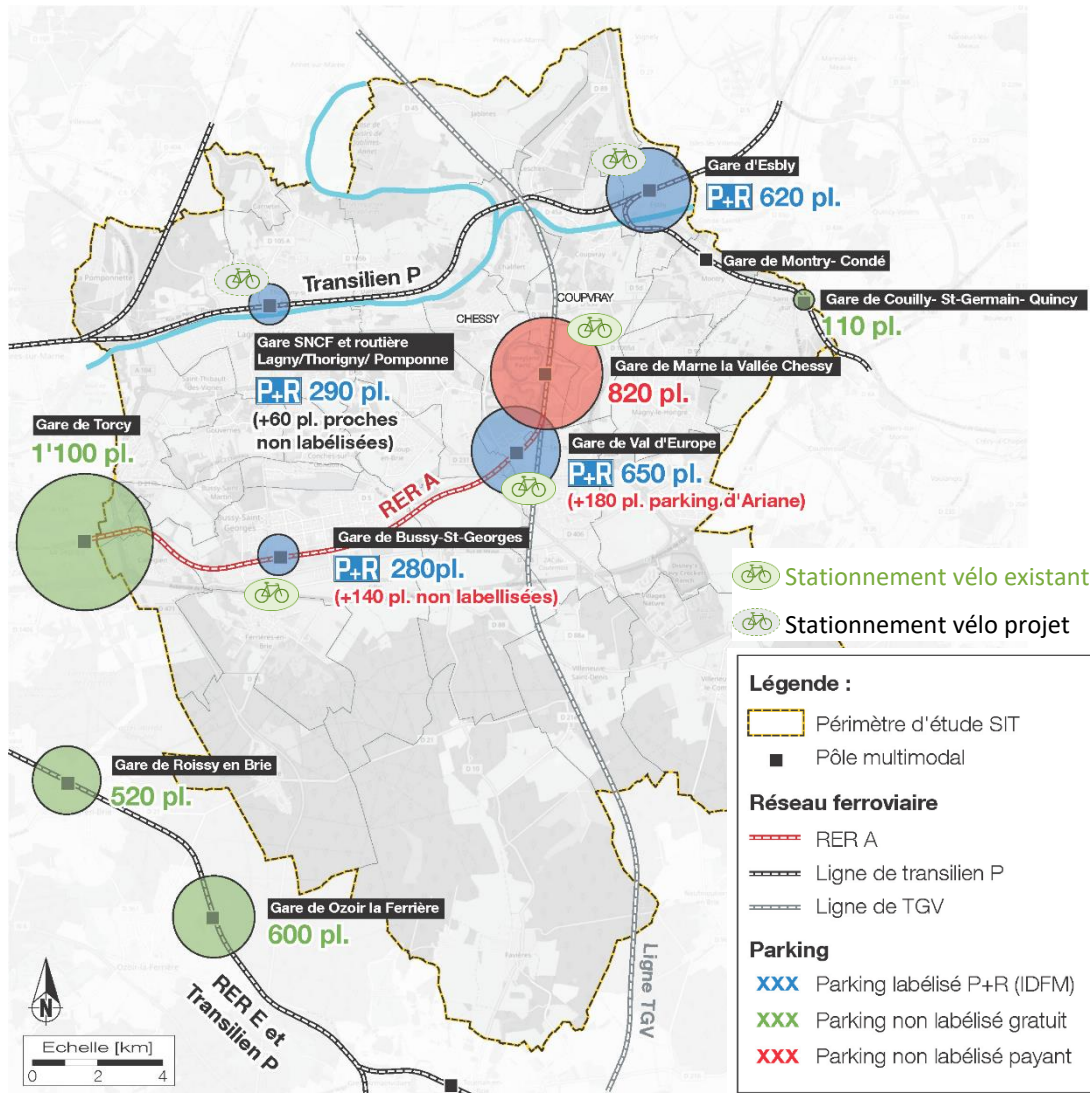 Gare d'Esbly
P+R 620 pl.
Gare de Montry- Condé
Transilien P
COUPVRAY
Gare de Couilly- St-Germain- Quincy
110 pl.
CHESSY
Gare SNCF et routière
Lagny/Thorigny/ Pomponne
P+R 290 pl.
(+60 pl. proches
non labélisées)
Gare de Marne la Vallée Chessy
820 pl.
Gare de Torcy
1'100 pl.
Gare de Val d'Europe
P+R 650 pl.
(+180 pl. parking d'Ariane)
RER A
Gare de Bussy-St-Georges
P+R 280pl.
(+140 pl. non labellisées)
Stationnement vélo existant
Stationnement vélo projet
Légende :
Périmètre d'étude SIT
Pôle multimodal
Réseau ferroviaire
RER A
Ligne de transilien P
Ligne de TGV
Parking
XXX Parking labélisé P+R (IDFM)
XXX Parking non labélisé gratuit
XXX Parking non labélisé payant
Gare de Roissy en Brie
520 pl.
Gare de Ozoir la Ferrière
600 pl.
RER E et
Transilien P
Ligne TGV
N
Echelle [km]
0 2 4